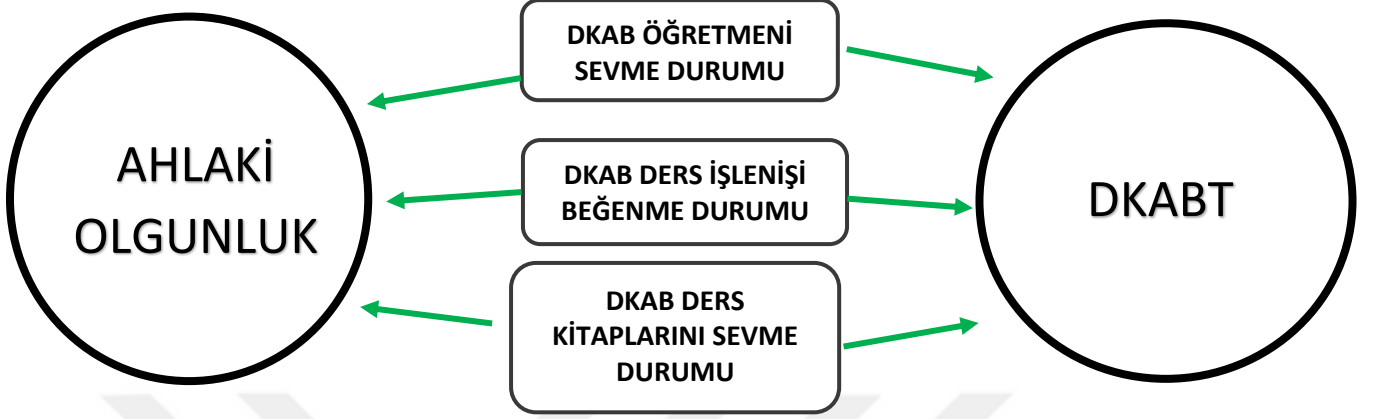 DKAB ÖĞRETMENİ
SEVME DURUMU
AHLAKİ
OLGUNLUK
DKAB DERS İŞLENİŞİ
BEĞENME DURUMU
DKABT
DKAB DERS
KİTAPLARINI SEVME
DURUMU